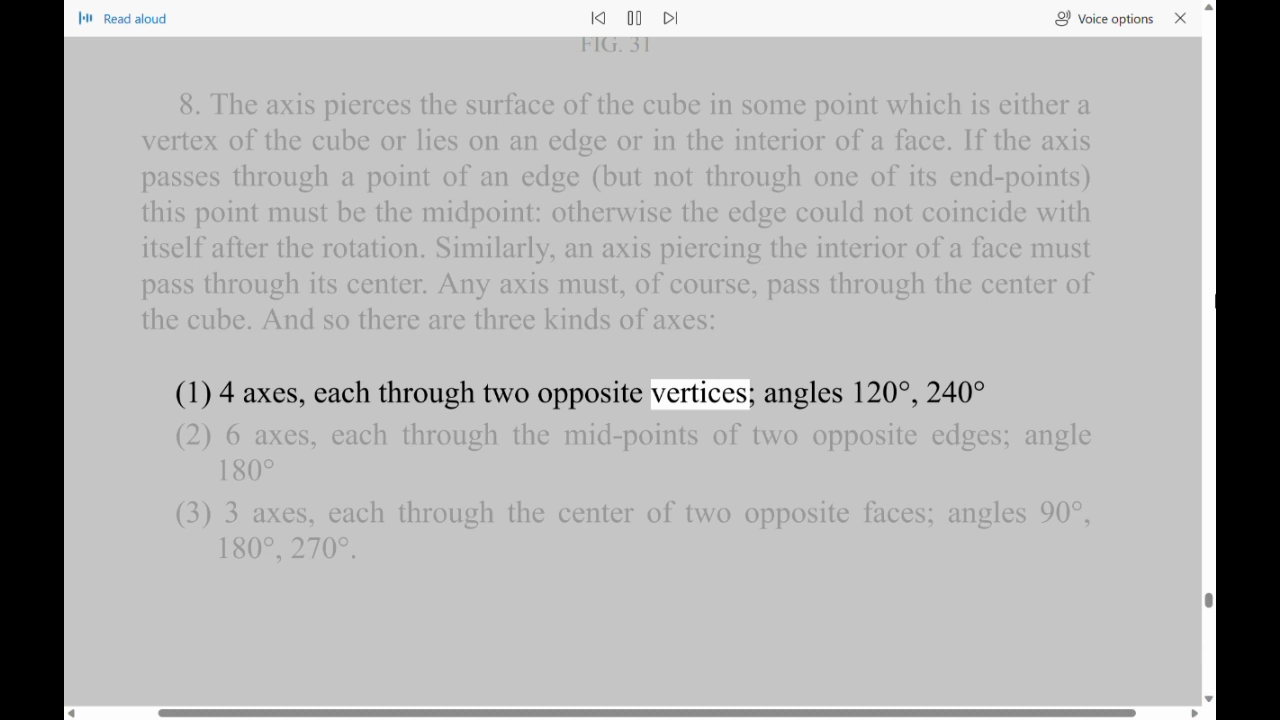 Read aloud
Voice options
FIG. 31
8. The axis pierces the surface of the cube in some point which is either a
vertex of the cube or lies on an edge or in the interior of a face. If the axis
passes through a point of an edge (but not through one of its end-points)
this point must be the midpoint: otherwise the edge could not coincide with
itself after the rotation. Similarly, an axis piercing the interior of a face must
pass through its center. Any axis must, of course, pass through the center of
the cube. And so there are three kinds of axes:
(1) 4 axes, each through two opposite vertices; angles 120°, 240°
(2) 6 axes, each through the mid-points of two opposite edges; angle
180°
(3) 3 axes, each through the center of two opposite faces; angles 90°,
180°, 270°.